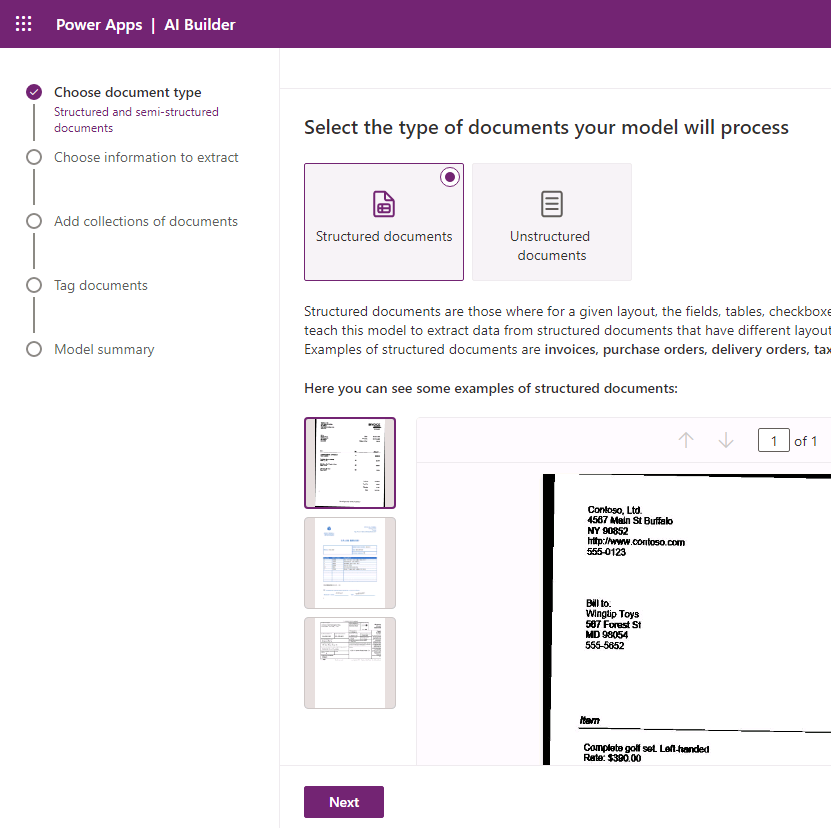 Power Apps | AI Builder
Choose document type
Structured and semi-structured
documents
Choose information to extract
Add collections of documents
Tag documents
Model summary
Select the type of documents your model will process
Structured documents
Unstructured
documents
Structured documents are those where for a given layout, the fields, tables, checkboxe
teach this model to extract data from structured documents that have different layout
Examples of structured documents are invoices, purchase orders, delivery orders, tax
Here you can see some examples of structured documents:
1 of 1
Contoso, Ltd.
4567 Main St Buffalo
NY 90852
http://www.contoso.com
555-0123
Bill to:
Wingtip Toys
567 Forest St
MD 98054
555-5652
Item
Complete golf set. Left-handed
Rate: $390.00
Next